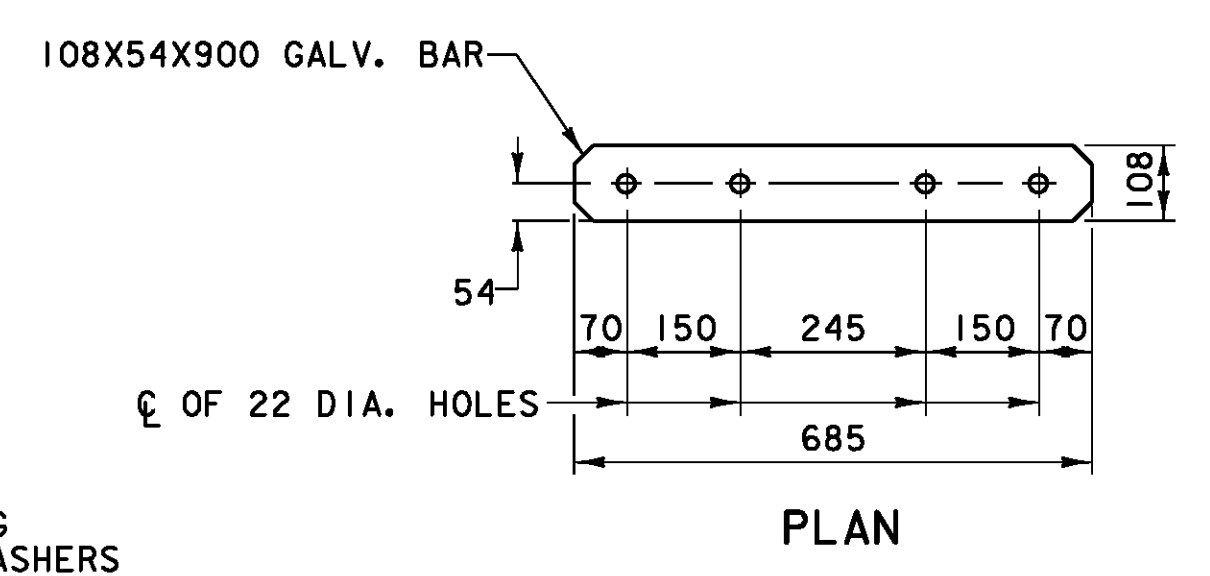 108X54X900 GALV. BAR
108
54
70 150 245 150 70
℄ OF 22 DIA. HOLES
685
PLAN
G
ASHERS